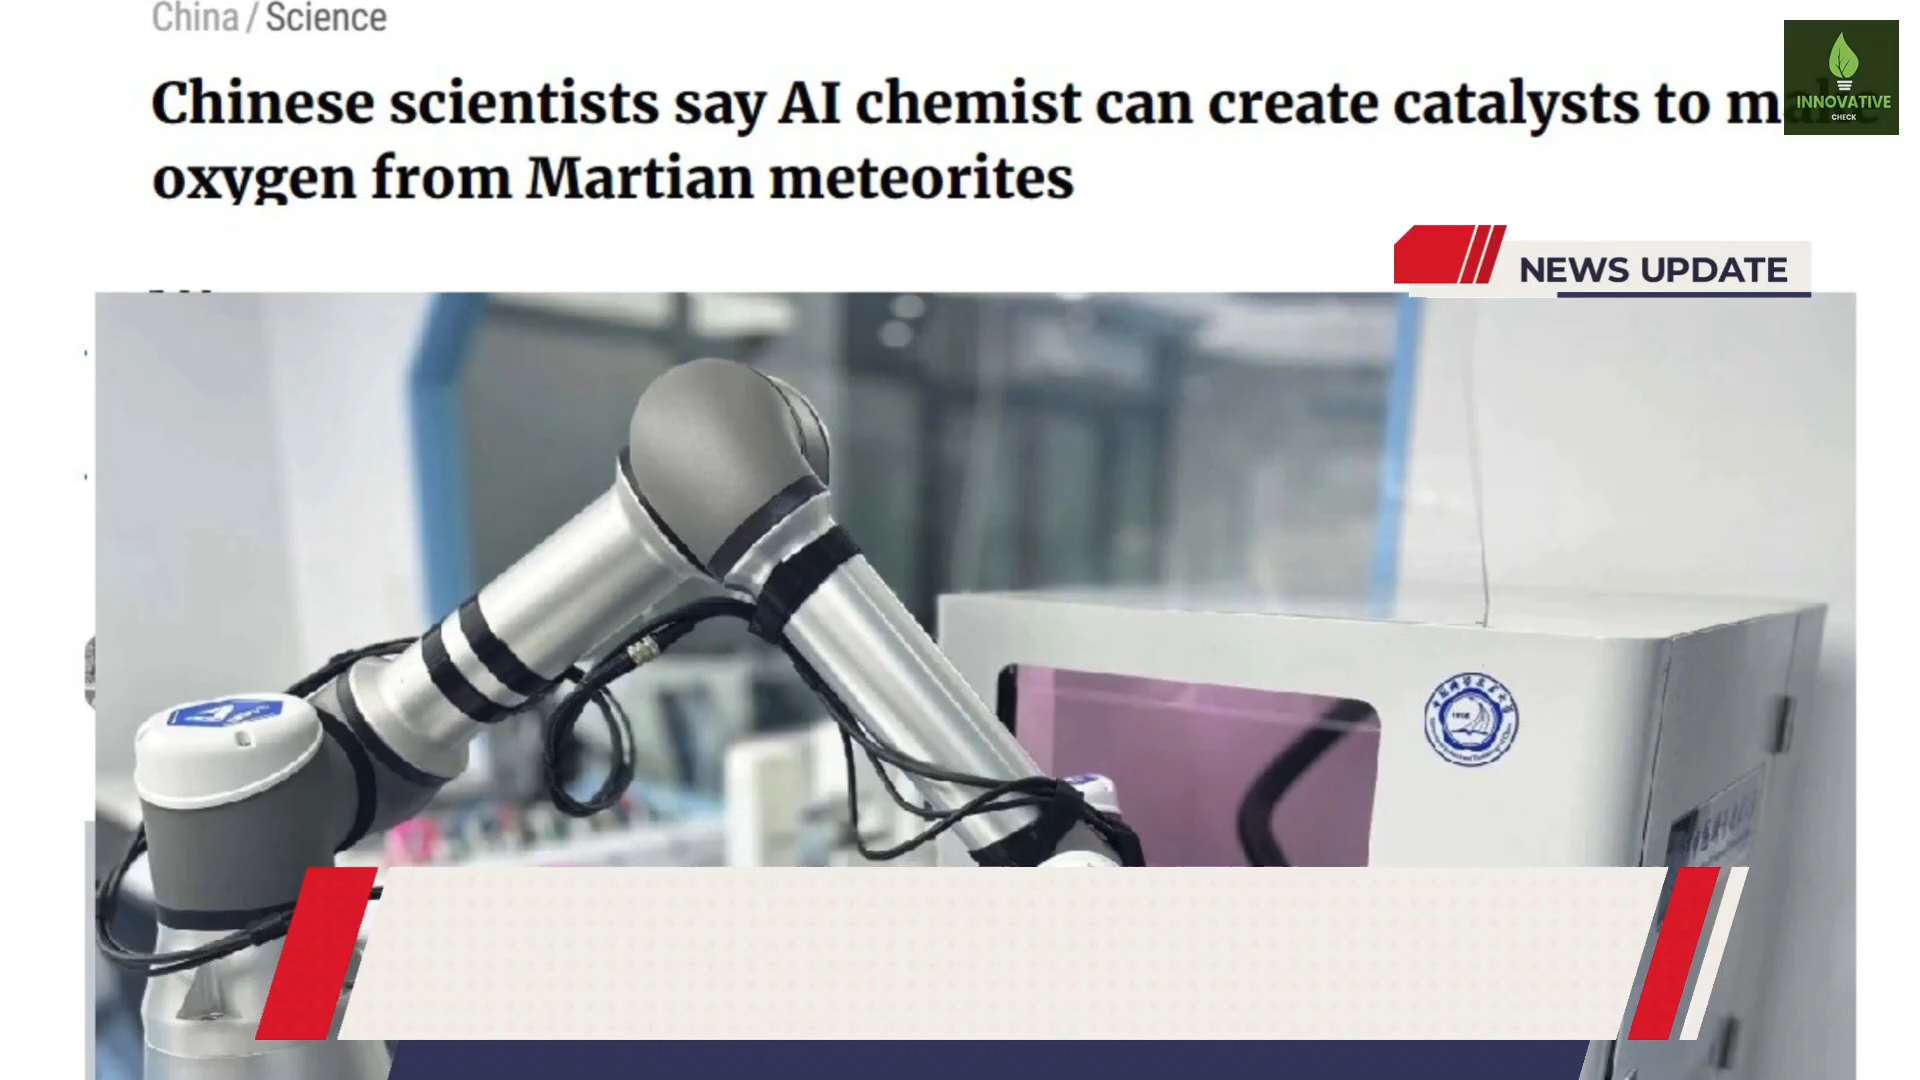 China / Science
Chinese scientists say AI chemist can create catalysts to
oxygen from Martian meteorites
INNOVATIVE
CHECK
NEWS UPDATE
1958